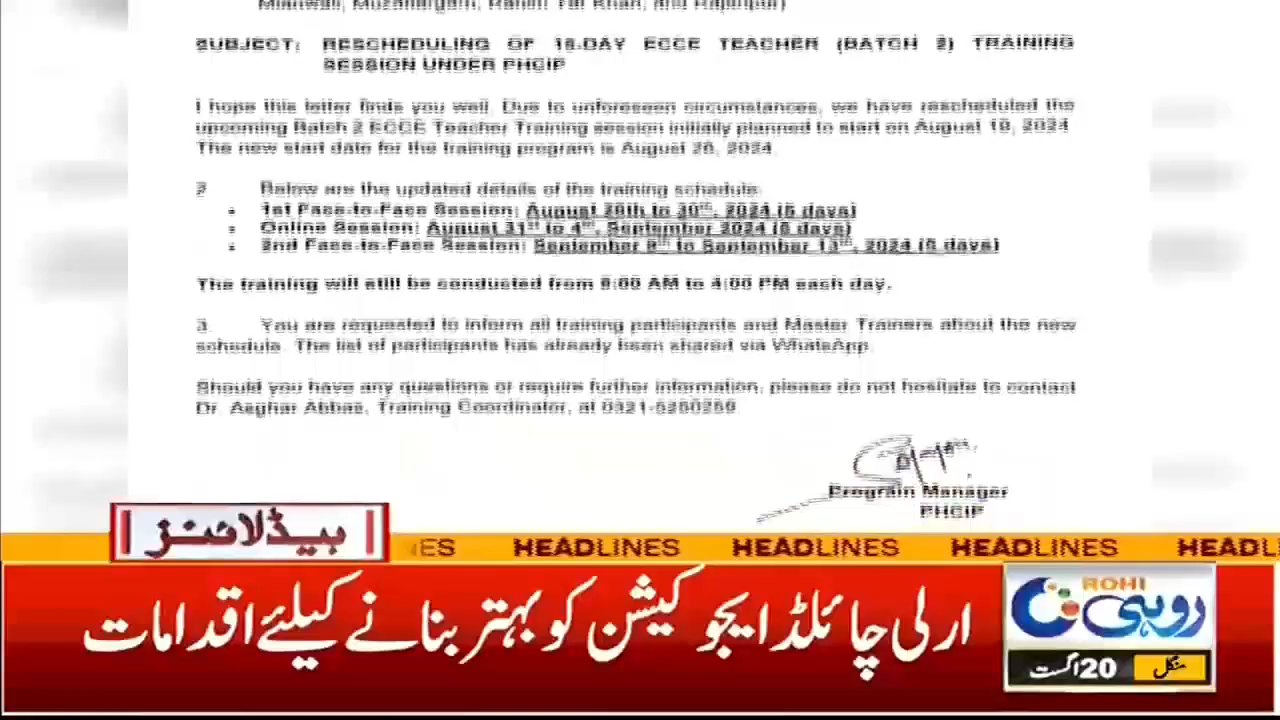 Mianwali, Muzaffargarh, Rahim Yar Khan, and Rajanpur)
SUBJECT: RESCHEDULING OF 15-DAY ECCE TEACHER (BATCH 2) TRAINING
SESSION UNDER PHCIP
I hope this letter finds you well. Due to unforeseen circumstances, we have rescheduled the
upcoming Batch 2 ECCE Teacher Training session initially planned to start on August 19, 2024
The new start date for the training program is August 26, 2024
2 Below are the updated details of the training schedule:
• 1st Face-to-Face Session: August 26th to 30th, 2024 (5 days)
• Online Session: August 31st to 4th, September 2024 (5 days)
• 2nd Face-to-Face Session: September to September 13th, 2024 (5 days)
The training will still be conducted from 8:00 AM to 4:00 PM each day.
3. You are requested to inform all training participants and Master Trainers about the new
schedule. The list of participants has already been shared via WhatsApp
Should you have any questions or require further information, please do not hesitate to contact
Dr. Asghar Abbas, Training Coordinator, at
Program Manager
PHCIP
ہیڈلائنز
HEADLINES HEADLINES HEADLINES
ارلی چائلڈ ایجوکیشن کو بہتر بنانے کیلئے اقدامات
ROHI
روہی
منگل 20 اگست